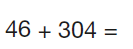 46 + 304 =